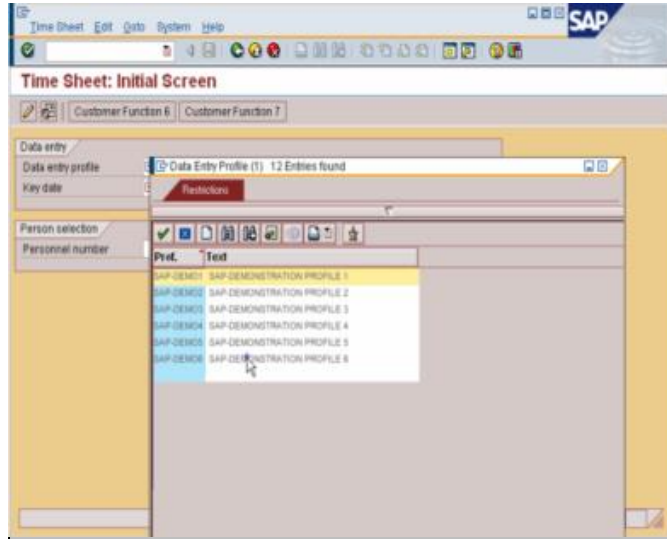 Time Sheet Edit Goto System Help
SAP
Time Sheet: Initial Screen
Customer Function 6 Customer Function 7
Data entry
Data entry profile
Key date
Person selection
Personnel number
Data Entry Profile (1) 12 Entries found
Restrictions
Prof. Text
SAP-DEMO1 SAP-DEMONSTRATION PROFILE 1
SAP-DEMO2 SAP-DEMONSTRATION PROFILE 2
SAP-DEMO3 SAP-DEMONSTRATION PROFILE 3
SAP-DEMO4 SAP-DEMONSTRATION PROFILE 4
SAP-DEMO5 SAP-DEMONSTRATION PROFILE 5
SAP-DEMO6 SAP-DEMONSTRATION PROFILE 6